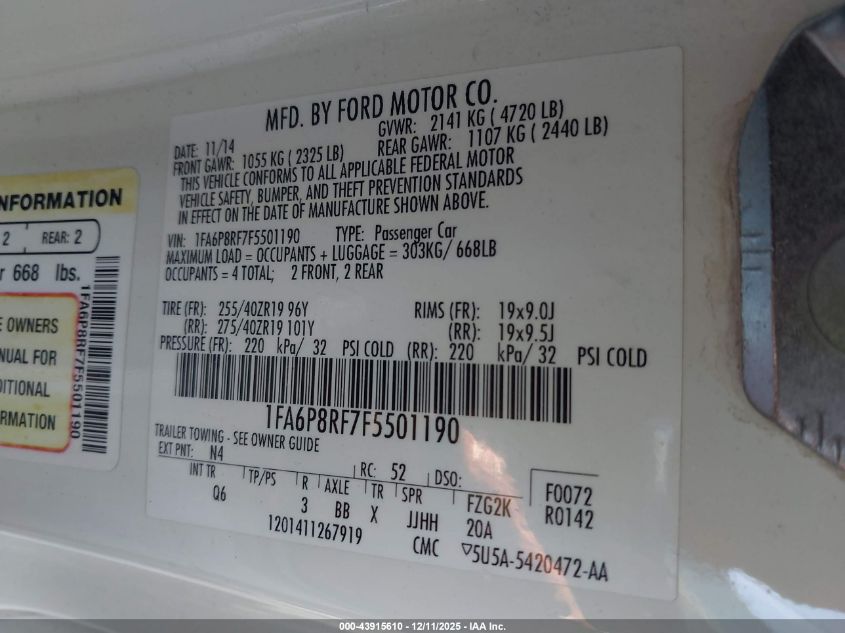 MFD. BY FORD MOTOR CO.
DATE: 11/14 GVWR: 2141 KG ( 4720 LB)
FRONT GAWR: 1055 KG ( 2325 LB) REAR GAWR: 1107 KG ( 2440 LB)
THIS VEHICLE CONFORMS TO ALL APPLICABLE FEDERAL MOTOR
VEHICLE SAFETY, BUMPER, AND THEFT PREVENTION STANDARDS
IN EFFECT ON THE DATE OF MANUFACTURE SHOWN ABOVE.
VIN: 1FA6P8RF7F5501190 TYPE: Passenger Car
MAXIMUM LOAD = OCCUPANTS + LUGGAGE = 303KG/ 668LB
OCCUPANTS = 4 TOTAL; 2 FRONT, 2 REAR
TIRE (FR): 255/40ZR19 96Y RIMS (FR): 19x9.0J
(RR): 275/40ZR19 101Y (RR): 19x9.5J
PRESSURE (FR): 220 kPa/ 32 PSI COLD (RR): 220 kPa/ 32 PSI COLD
1FA6P8RF7F5501190
TRAILER TOWING - SEE OWNER GUIDE
EXT PNT: N4 RC: 52 DSO:
INT TR TP/PS R AXLE TR SPR FZG2K F0072
Q6 3 BB X JJHH 20A R0142
1201411267919 CMC 5U5A-5420472-AA
NFORMATION
2 REAR: 2
r 668 lbs.
E OWNERS
NUAL FOR
DITIONAL
RMATION
1FA6P8RF7F5501190
000-43915610 - 12/11/2025 - IAA Inc.